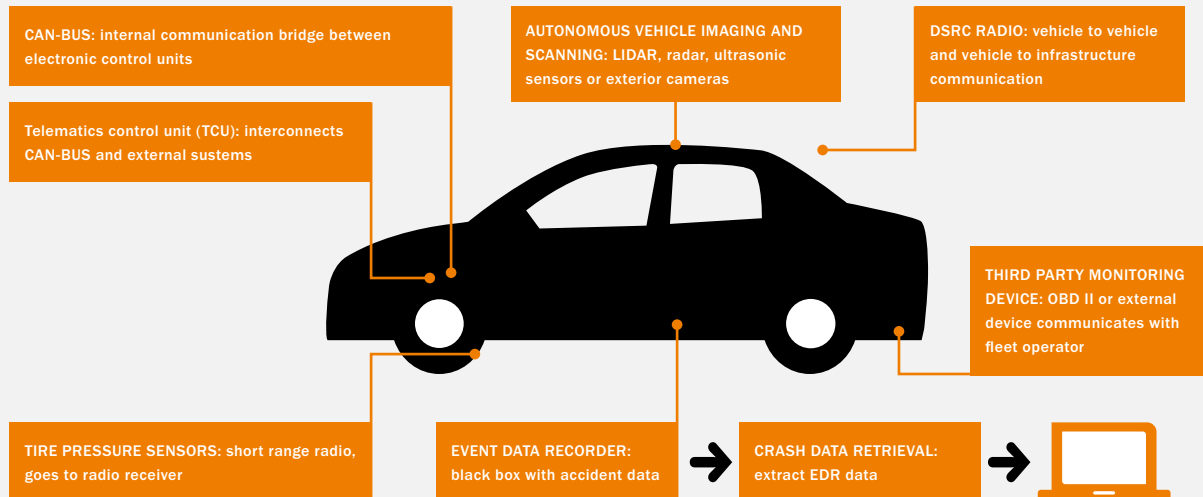 CAN-BUS: internal communication bridge between
electronic control units
AUTONOMOUS VEHICLE IMAGING AND
SCANNING: LIDAR, radar, ultrasonic
sensors or exterior cameras
DSRC RADIO: vehicle to vehicle
and vehicle to infrastructure
communication
Telematics control unit (TCU): interconnects
CAN-BUS and external sustems
THIRD PARTY MONITORING
DEVICE: OBD II or external
device communicates with
fleet operator
TIRE PRESSURE SENSORS: short range radio,
goes to radio receiver
EVENT DATA RECORDER:
black box with accident data
CRASH DATA RETRIEVAL:
extract EDR data